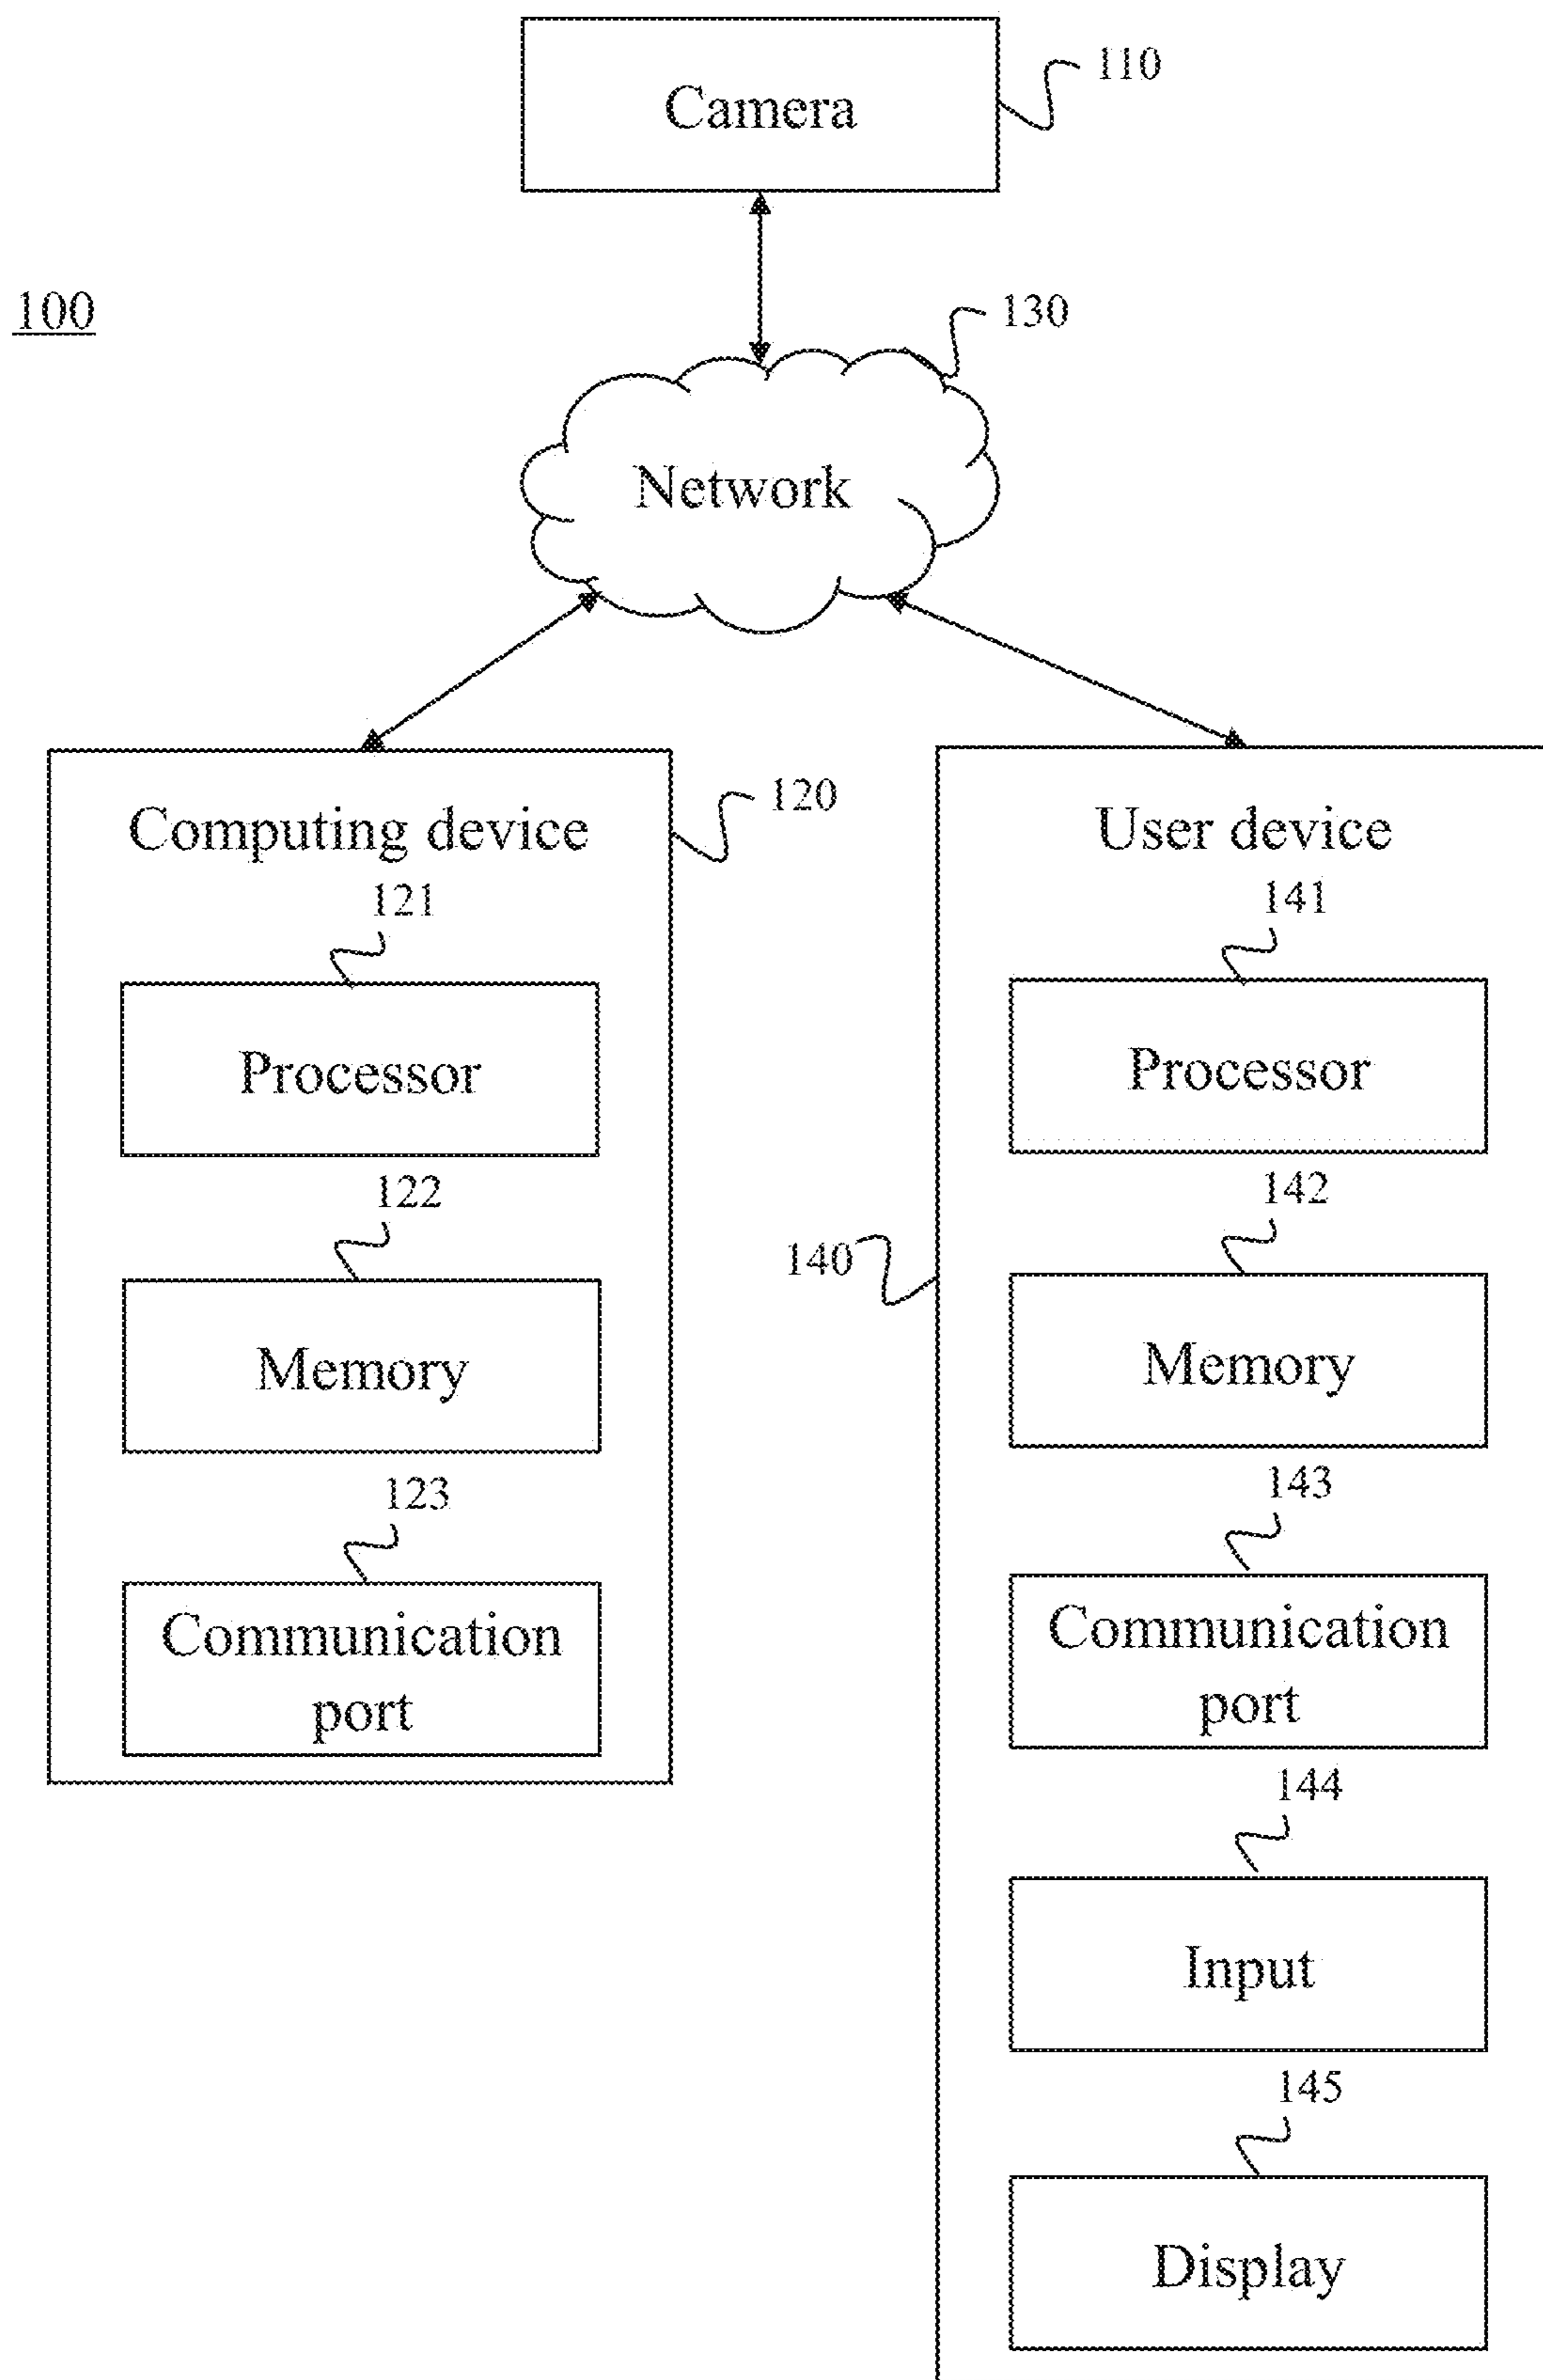 Camera
110
100
130
Network
Computing device
120
121
Processor
122
Memory
123
Communication
port
User device
141
Processor
142
140
Memory
143
Communication
port
144
Input
145
Display